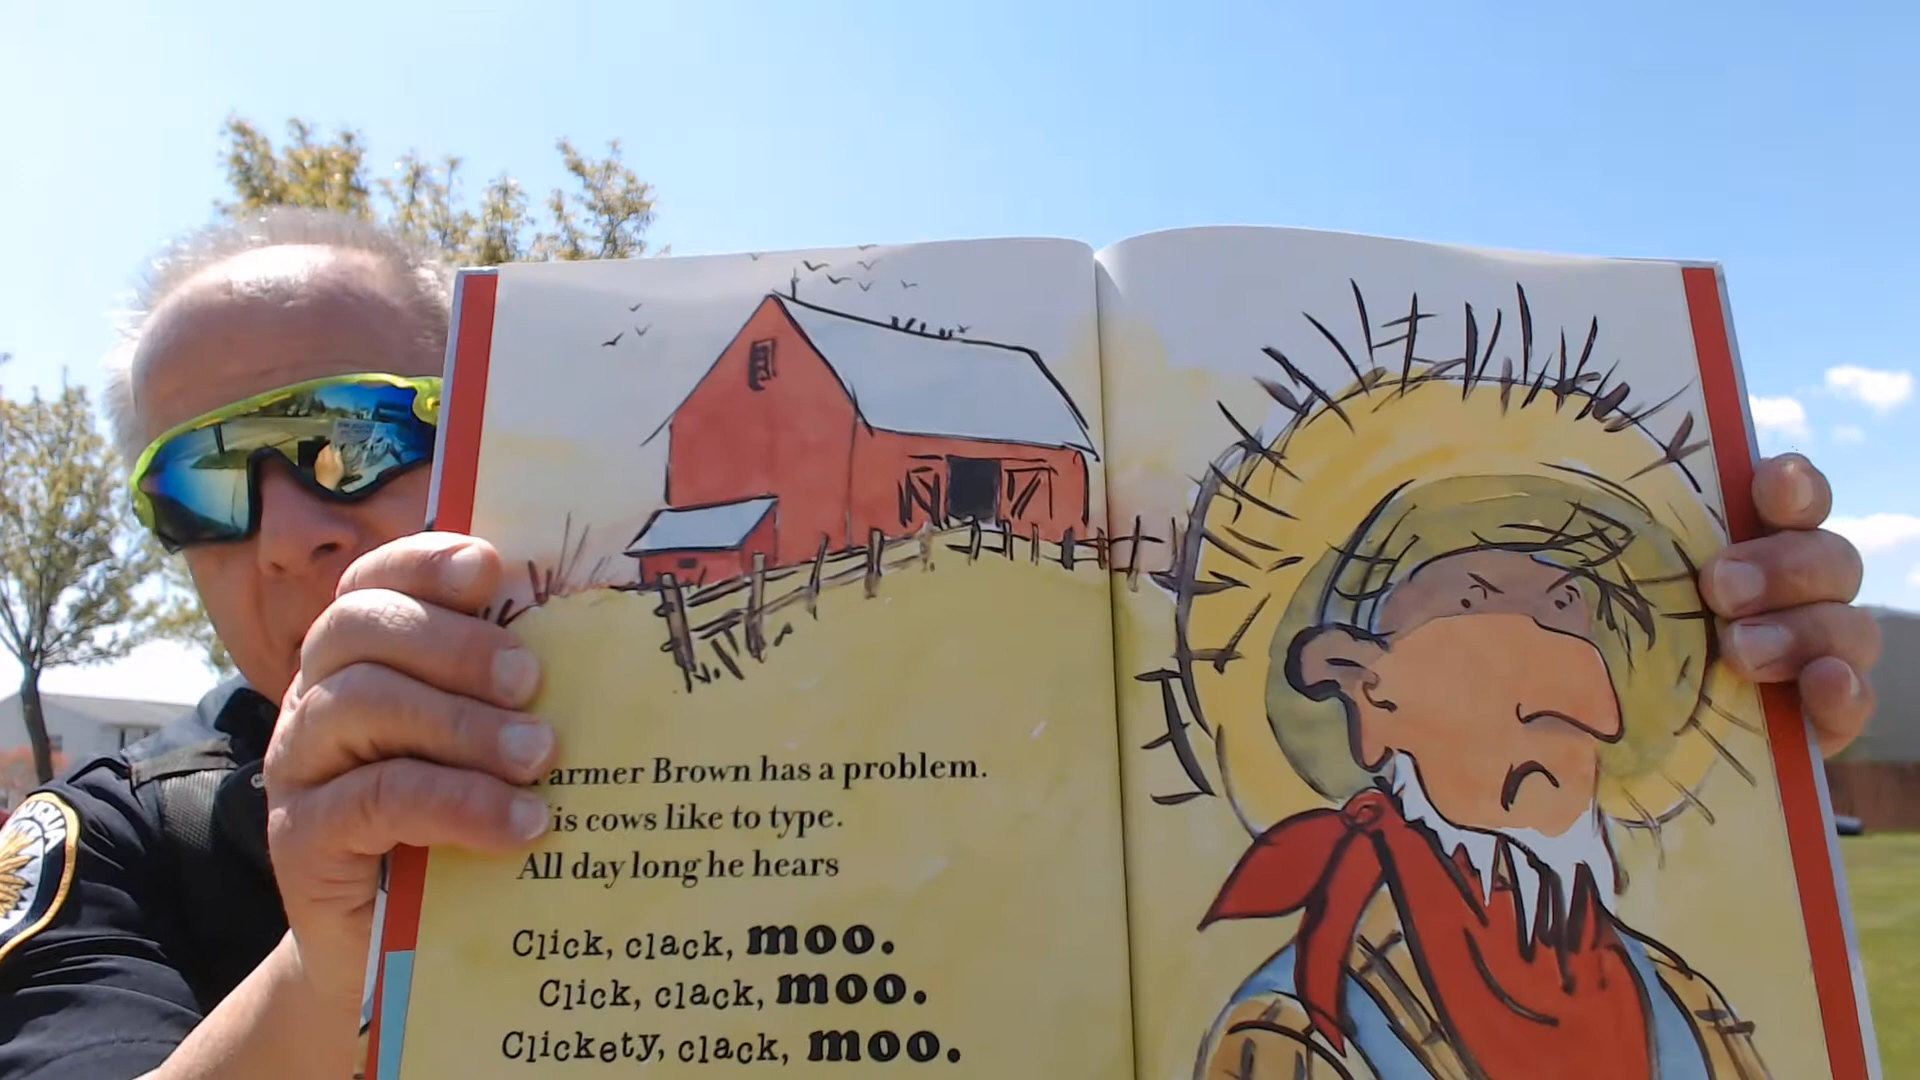 armer Brown has a problem.
is cows like to type.
All day long he hears
Click, clack, moo.
Click, clack, moo.
Clickety, clack, moo.